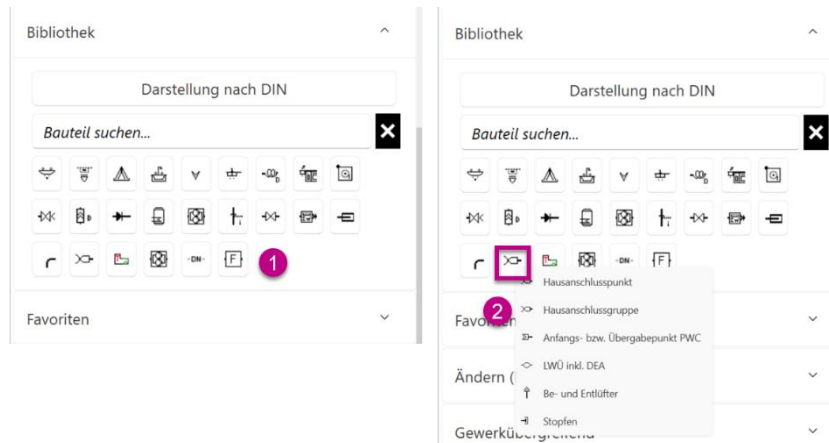 Bibliothek
Darstellung nach DIN
Bauteil suchen...
D
D
DN
F
1
Favoriten
Bibliothek
Darstellung nach DIN
Bauteil suchen...
D
D
DN
F
Hausanschlusspunkt
2
Hausanschlussgruppe
Anfangs- bzw. Übergabepunkt PWC
LWÜ inkl. DEA
Ändern (
Be- und Entlüfter
Stopfen